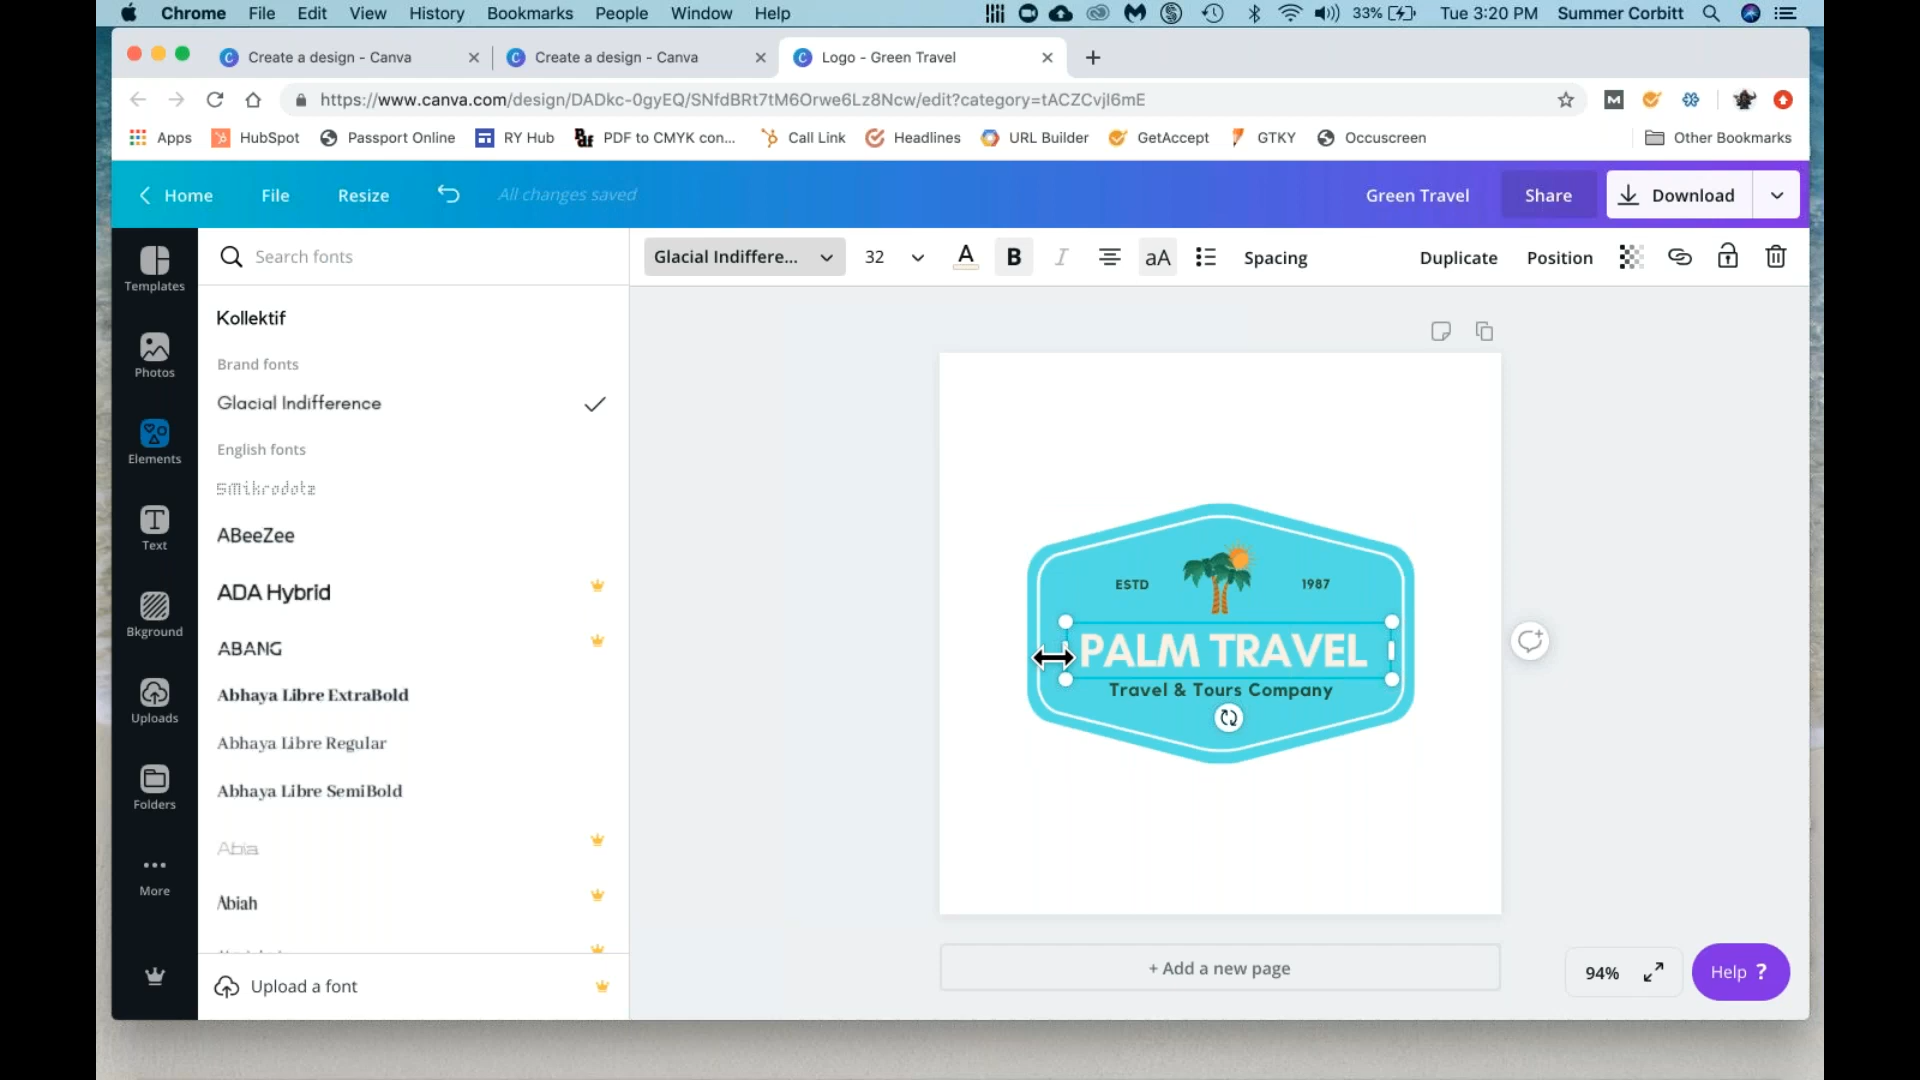 Chrome File Edit View History Bookmarks People Window Help 33% Tue 3:20 PM Summer Corbitt
Create a design - Canva Create a design - Canva Logo - Green Travel
https://www.canva.com/design/DADkc-0gyEQ/SNfdBRt7tM6Orwe6Lz8Ncw/edit?category=tACZCvjI6mE
Apps HubSpot Passport Online RY Hub PDF to CMYK con... Call Link Headlines URL Builder GetAccept GTKY Occuscreen Other Bookmarks
Home File Resize All changes saved Green Travel Share Download
Search fonts
Glacial Indiffere... 32 A B I aA Spacing Duplicate Position
Templates
Photos
Elements
Text
Bkground
Uploads
Folders
More
Kollektif
Brand fonts
Glacial Indifference
English fonts
5Mikrodotz
ABeeZee
ADA Hybrid
ABANG
Abhaya Libre ExtraBold
Abhaya Libre Regular
Abhaya Libre SemiBold
Abia
Abiah
Upload a font
ESTD 1987
PALM TRAVEL
Travel & Tours Company
+ Add a new page
94%
Help ?